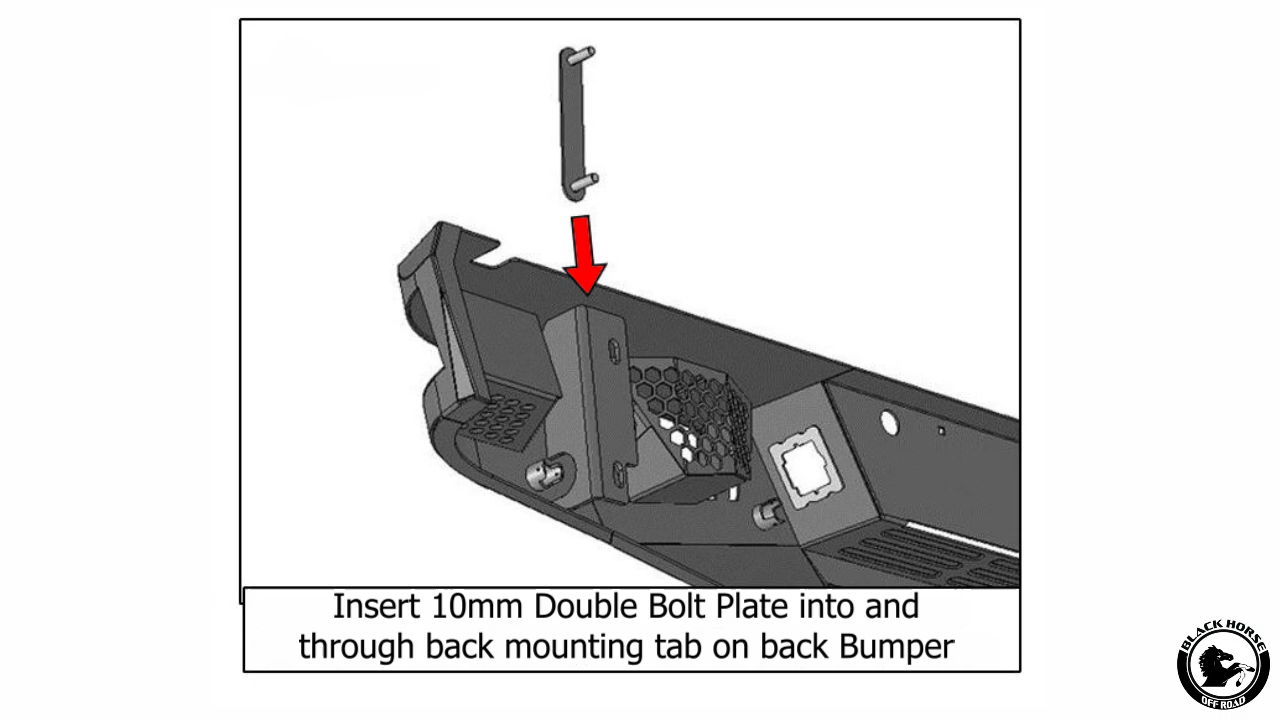 Insert 10mm Double Bolt Plate into and
through back mounting tab on back Bumper
BLACK HORSE
OFF ROAD